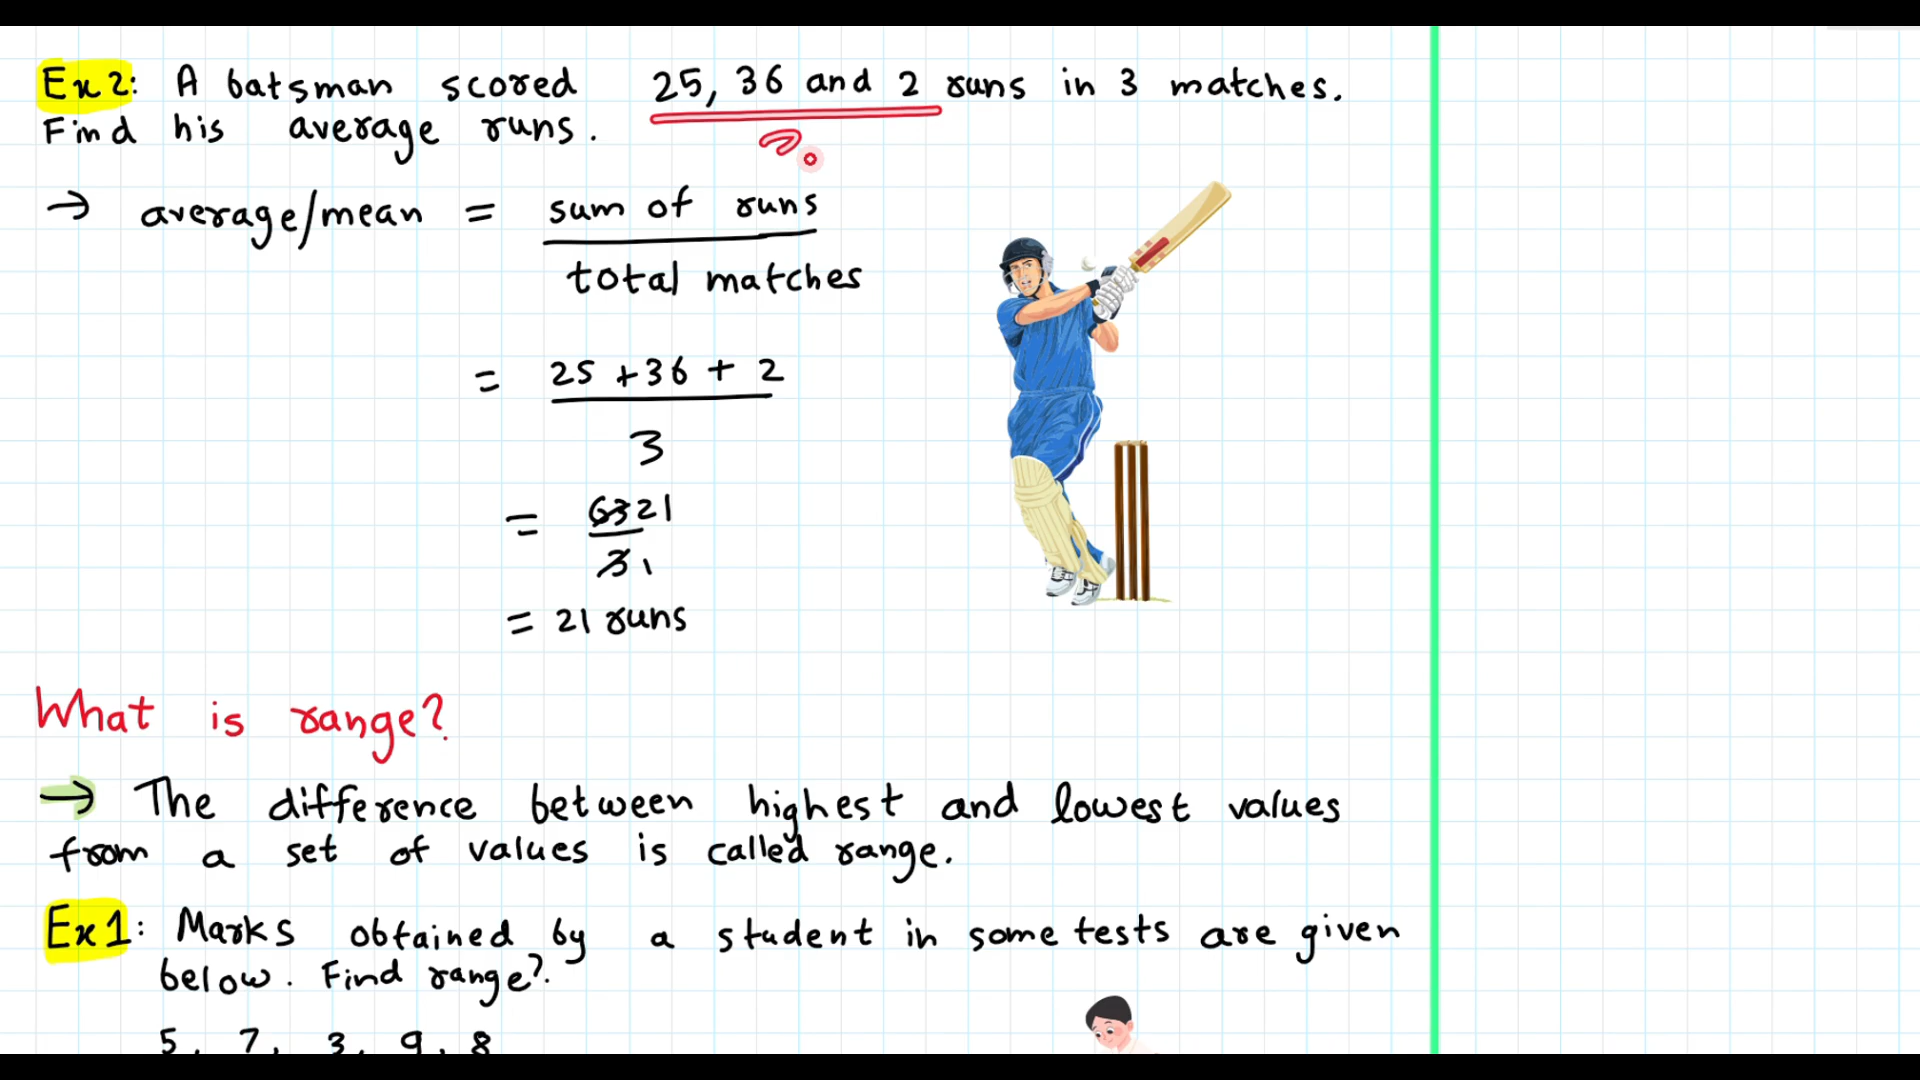 Ex 2: A batsman scored 25, 36 and 2 runs in 3 matches.
Find his average runs.
→ average/mean = sum of runs
total matches
= 25 + 36 + 2
3
= 63 21
3 1
= 21 runs
What is range?
→ The difference between highest and lowest values
from a set of values is called range.
Ex 1: Marks obtained by a student in some tests are given
below. Find range?.
5, 7, 3, 9, 8